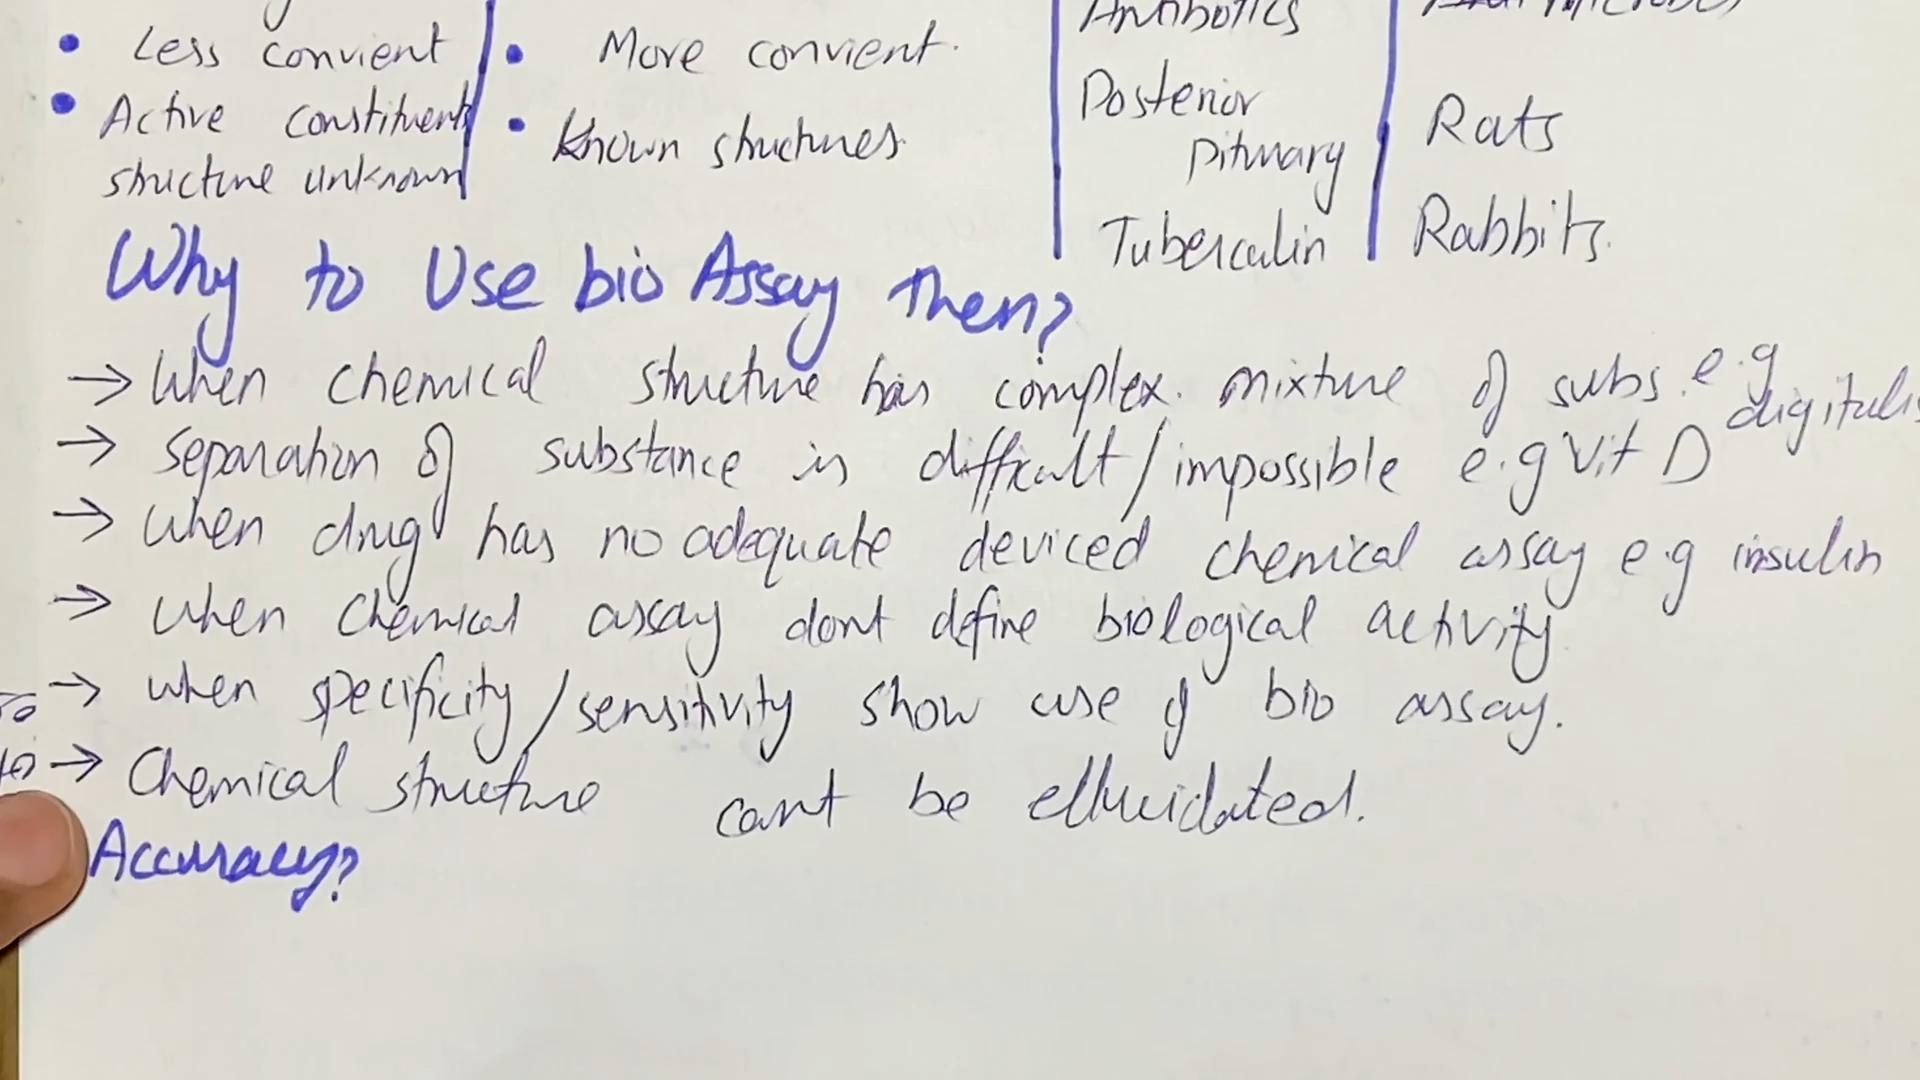 Less convient
Active constituent
structure unknown
More convient.
Known structures.
Antibotics
Posterior
Pituary
Tuberculin
Rats
Rabbits.
Why to Use bio Assay Then?
→ When chemical structure has complex. mixture of subs. e.g digitalis
→ separation of substance is difficult/impossible e.g Vit D
→ when drug has no adequate deviced chemical assay e.g insulin
→ when chemical assay dont define biological activity
→ when specificity/sensitivity show use of bio assay.
→ Chemical structure cant be ellucidated.
Accuracy?